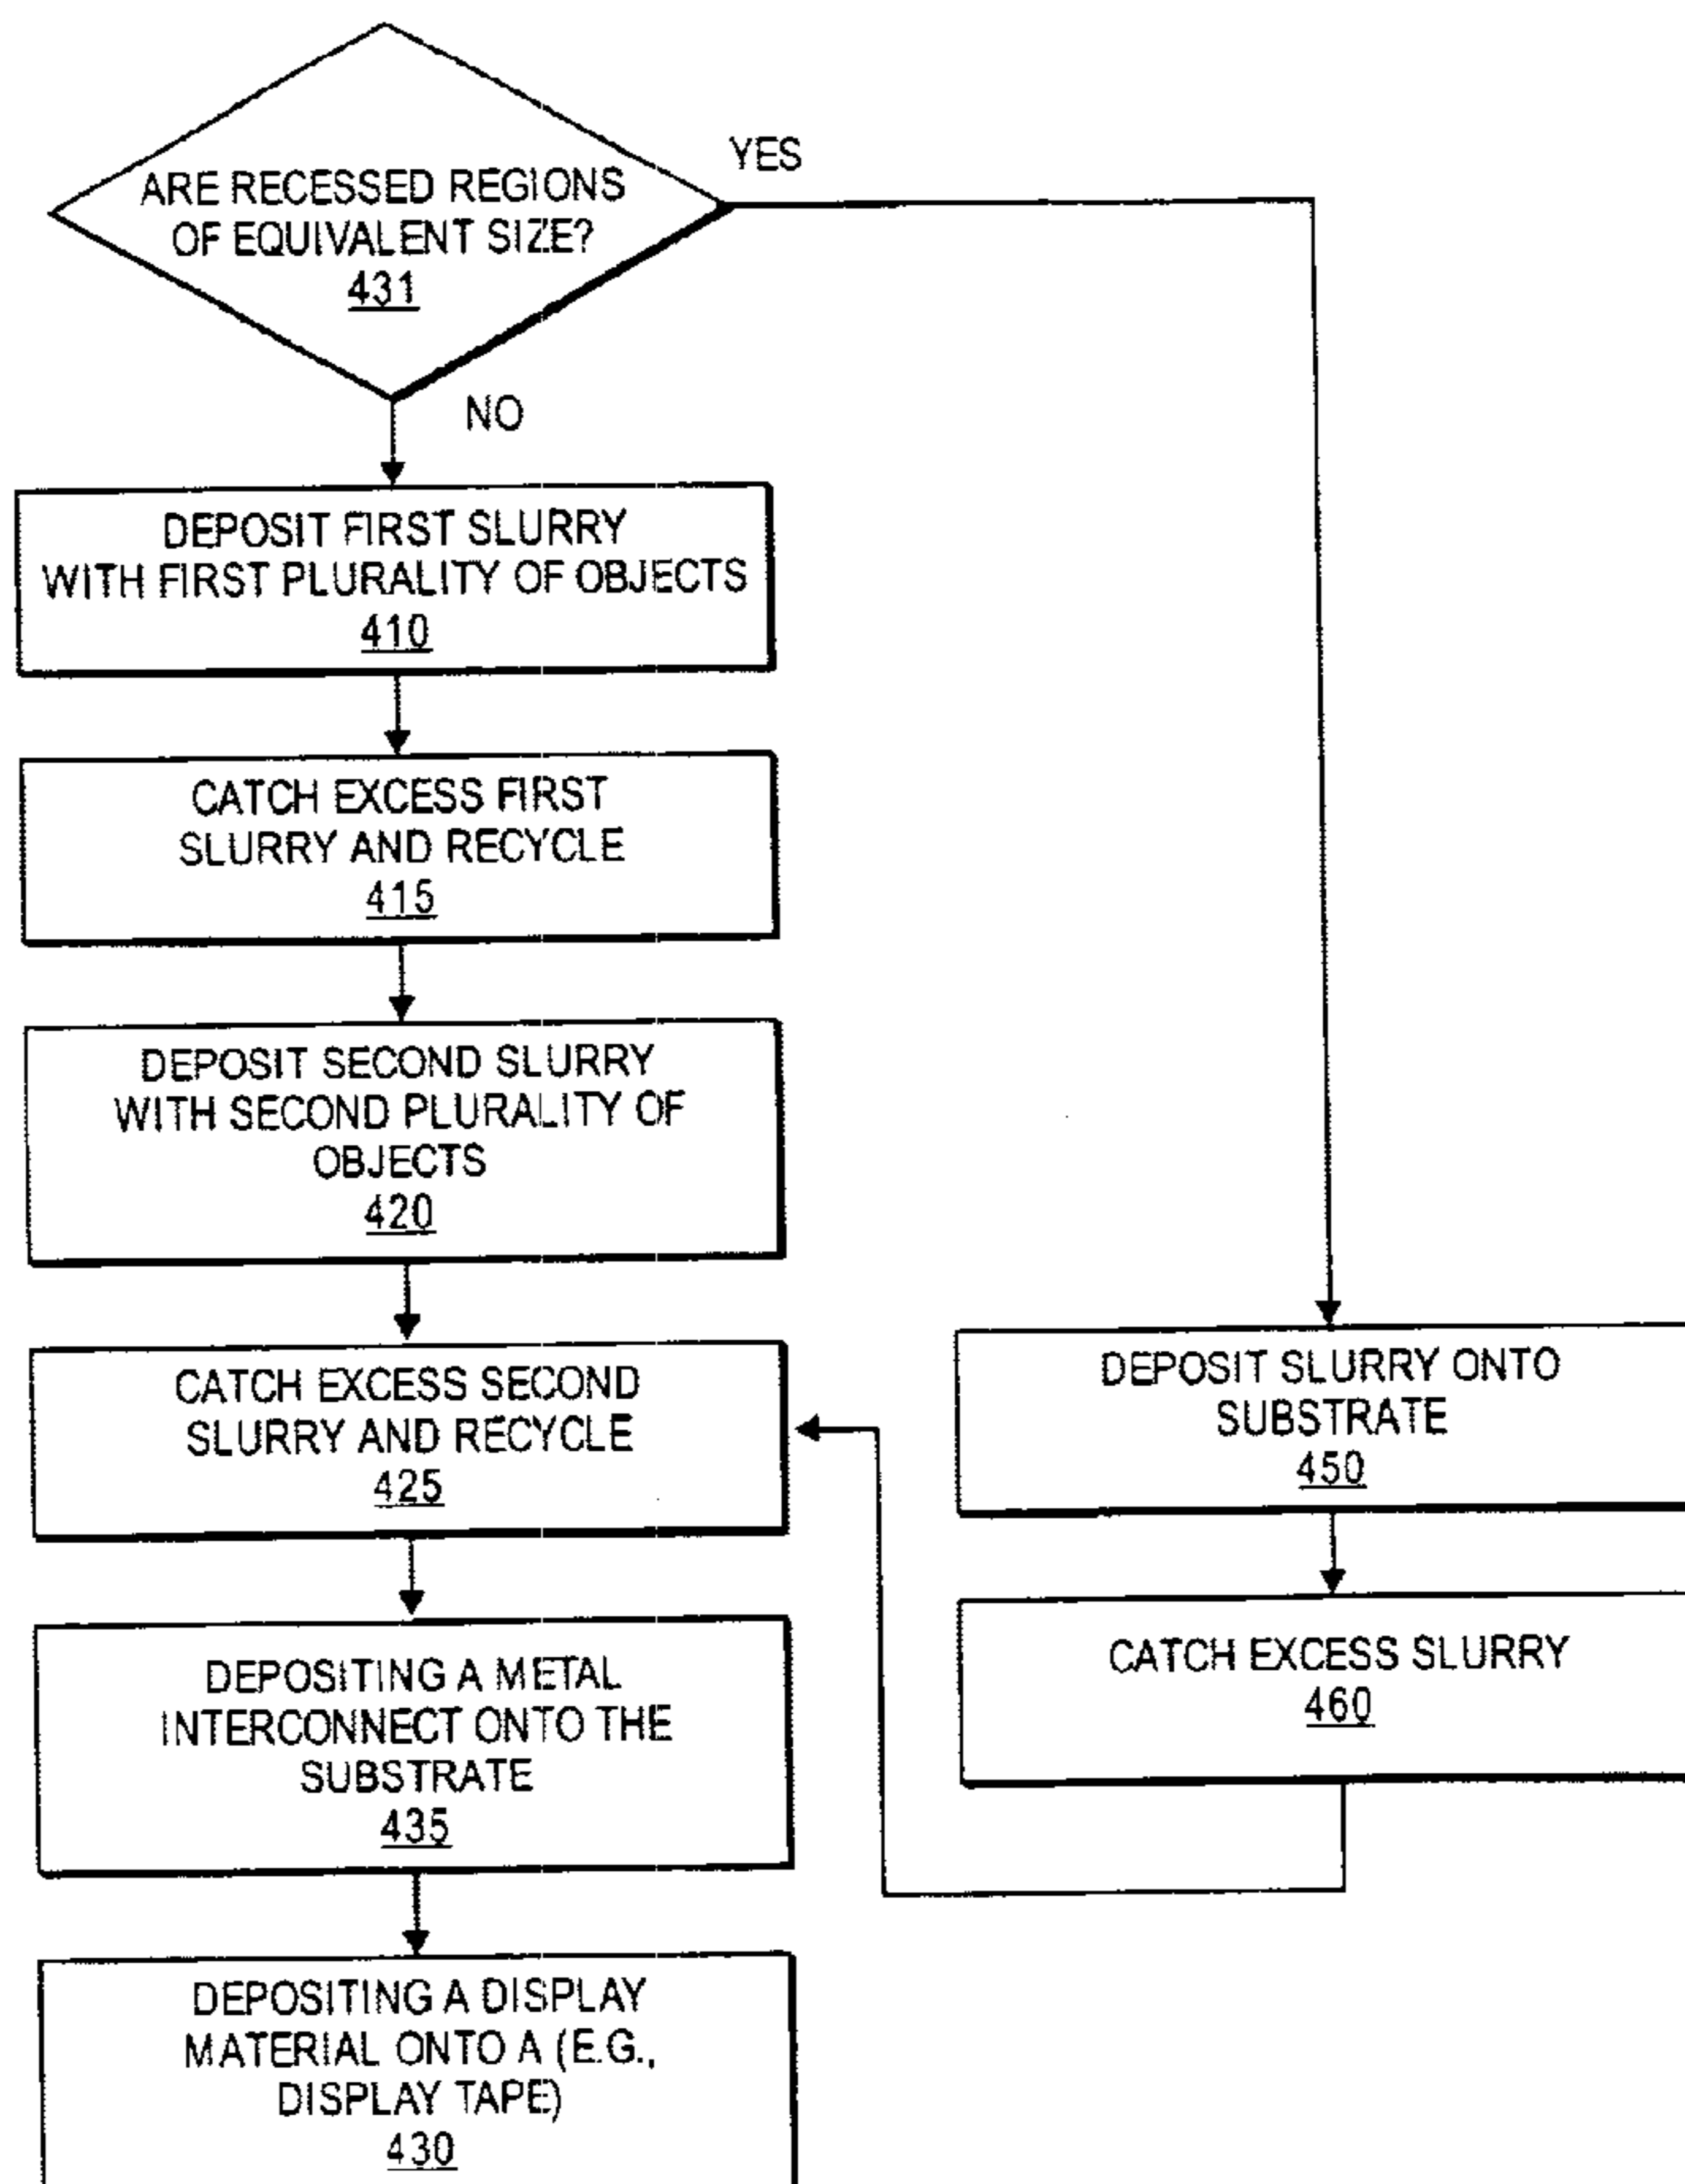 ARE RECESSED REGIONS
OF EQUIVALENT SIZE?
431
YES
NO
DEPOSIT FIRST SLURRY
WITH FIRST PLURALITY OF OBJECTS
410
CATCH EXCESS FIRST
SLURRY AND RECYCLE
415
DEPOSIT SECOND SLURRY
WITH SECOND PLURALITY OF
OBJECTS
420
CATCH EXCESS SECOND
SLURRY AND RECYCLE
425
DEPOSITING A METAL
INTERCONNECT ONTO THE
SUBSTRATE
435
DEPOSITING A DISPLAY
MATERIAL ONTO A (E.G.,
DISPLAY TAPE)
430
DEPOSIT SLURRY ONTO
SUBSTRATE
450
CATCH EXCESS SLURRY
460